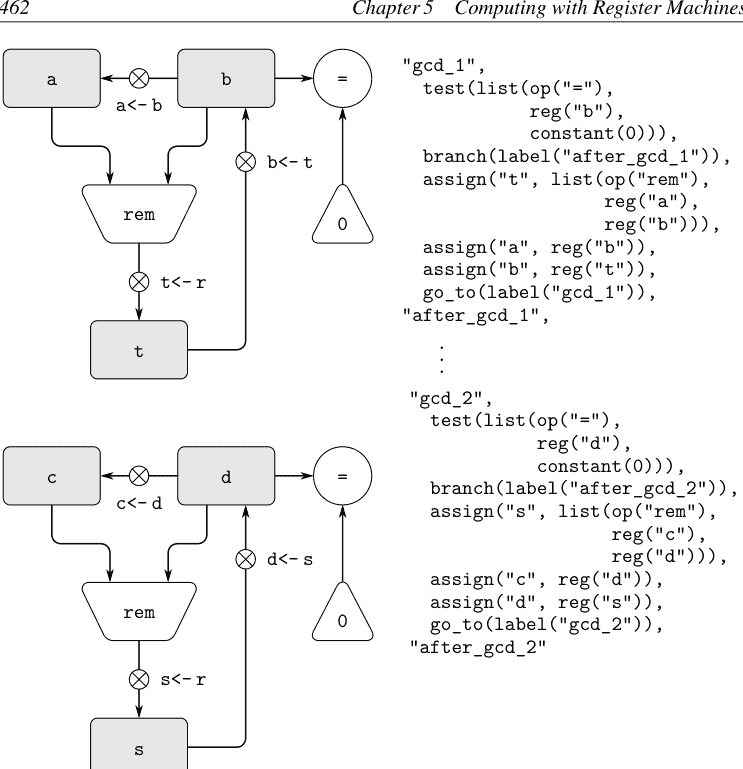 462 Chapter 5 Computing with Register Machines
a
b
=
a<-b
b<-t
rem
0
t<-r
t
"gcd_1",
test(list(op("="),
reg("b"),
constant(0))),
branch(label("after_gcd_1")),
assign("t", list(op("rem"),
reg("a"),
reg("b"))),
assign("a", reg("b")),
assign("b", reg("t")),
go_to(label("gcd_1")),
"after_gcd_1",
.
.
.
c
d
=
c<-d
d<-s
rem
0
s<-r
s
"gcd_2",
test(list(op("="),
reg("d"),
constant(0))),
branch(label("after_gcd_2")),
assign("s", list(op("rem"),
reg("c"),
reg("d"))),
assign("c", reg("d")),
assign("d", reg("s")),
go_to(label("gcd_2")),
"after_gcd_2"